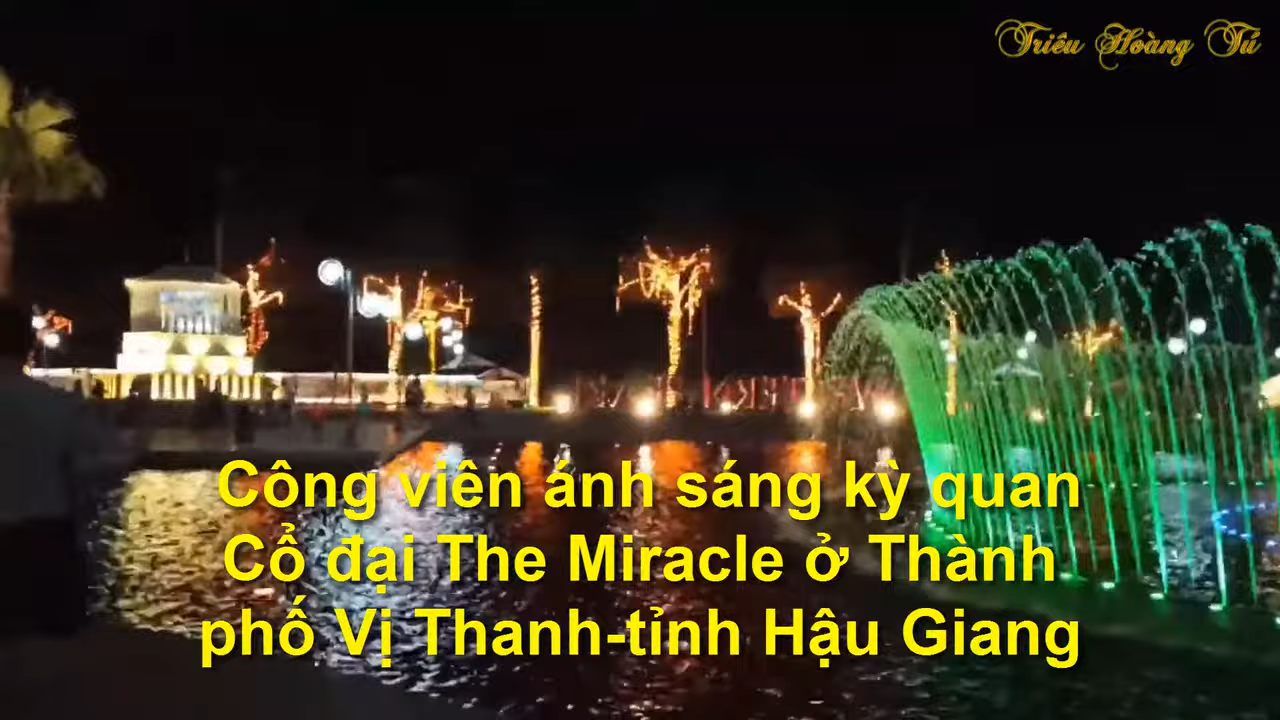 Triêu Hoàng Tú
Công viên ánh sáng kỳ quan
Cổ đại The Miracle ở Thành
phố Vị Thanh-tỉnh Hậu Giang